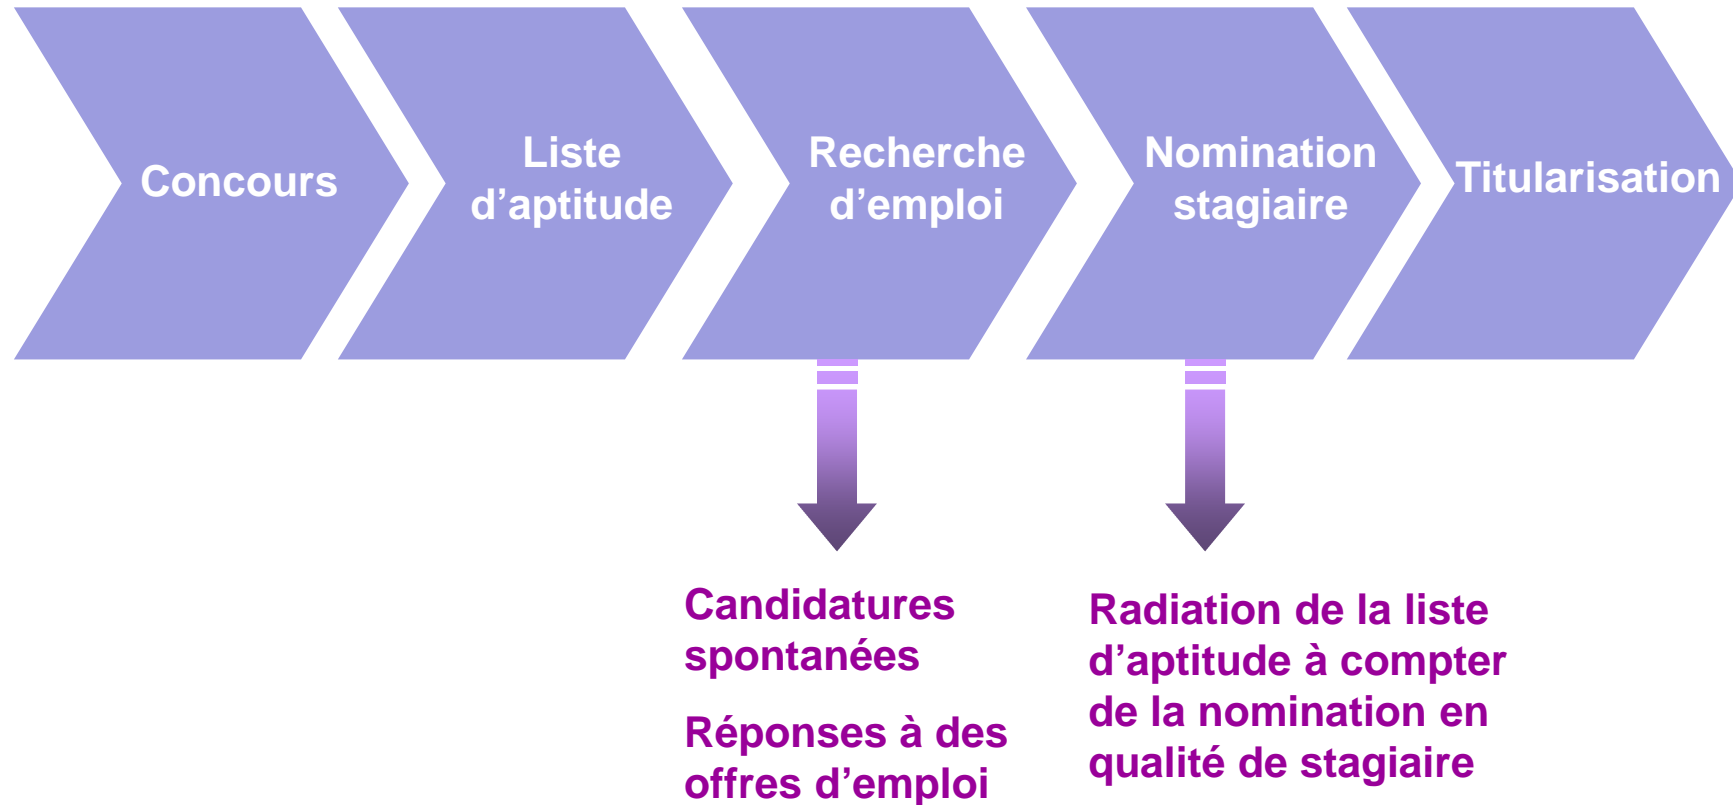 Concours
Liste
d’aptitude
Recherche
d’emploi
Nomination
stagiaire
Titularisation
Candidatures
spontanées
Réponses à des
offres d’emploi
Radiation de la liste
d’aptitude à compter
de la nomination en
qualité de stagiaire